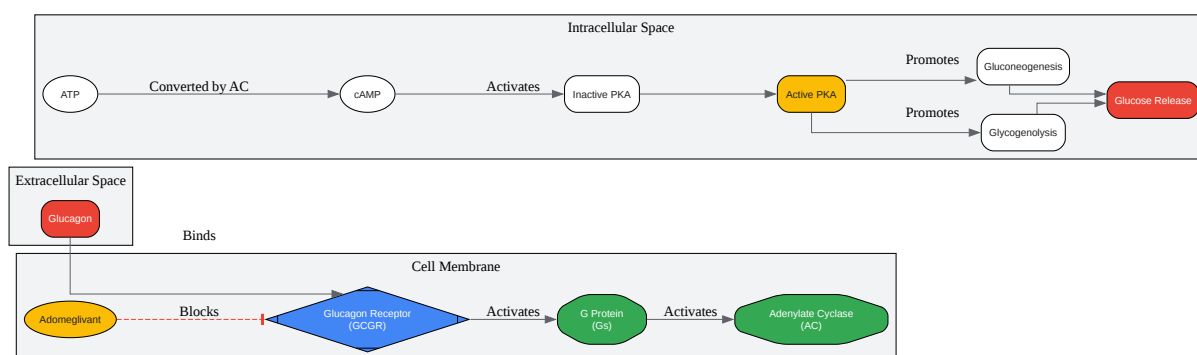 Intracellular Space
ATP
Converted by AC
cAMP
Activates
Inactive PKA
Active PKA
Promotes
Gluconeogenesis
Promotes
Glycogenolysis
Glucose Release
Extracellular Space
Glucagon
Binds
Cell Membrane
Adomeglivant
Blocks
Glucagon Receptor
(GCGR)
Activates
G Protein
(Gs)
Activates
Adenylate Cyclase
(AC)